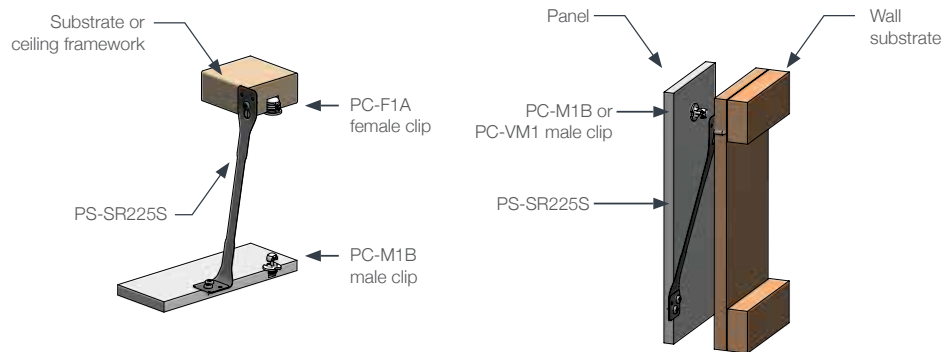 Substrate or
ceiling framework
PC-F1A
female clip
PS-SR225S
PC-M1B
male clip
Panel
Wall
substrate
PC-M1B or
PC-VM1 male clip
PS-SR225S